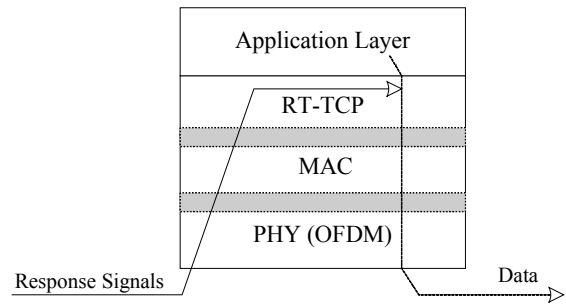 Application Layer
RT-TCP
MAC
PHY (OFDM)
Response Signals
Data